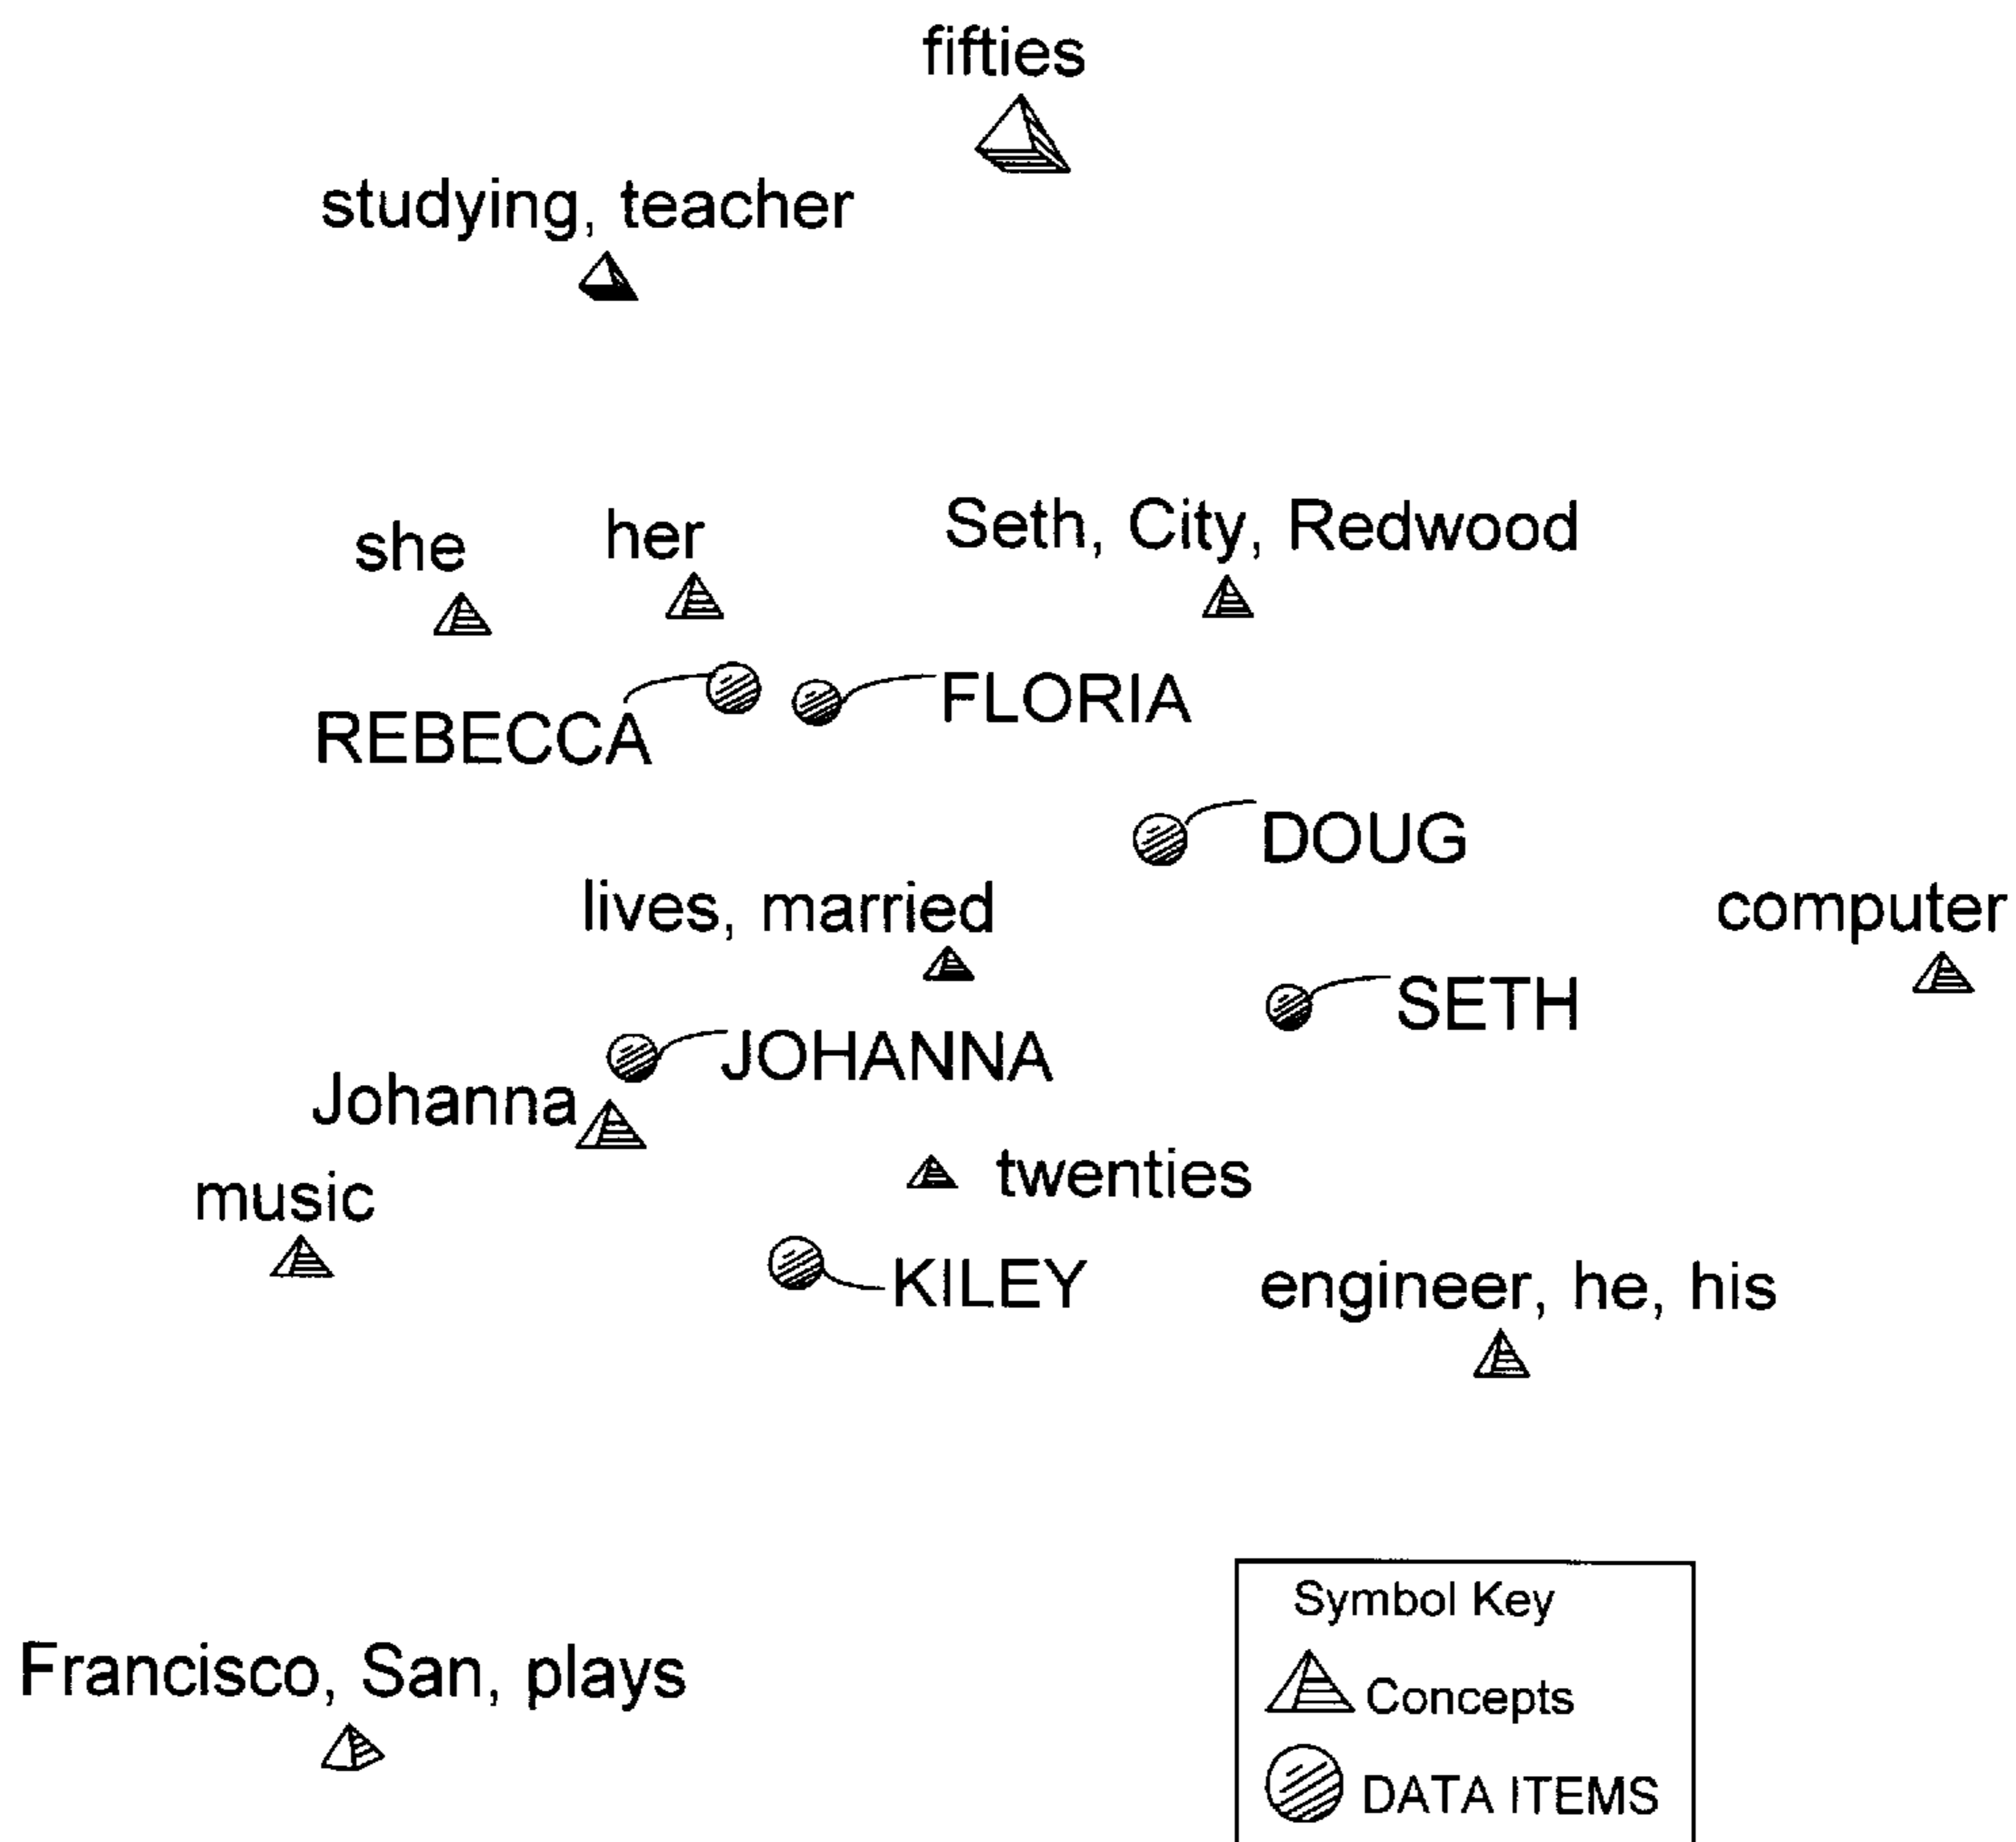 fifties
studying, teacher
she
her
Seth, City, Redwood
REBECCA
FLORIA
DOUG
lives, married
computer
SETH
JOHANNA
Johanna
twenties
music
KILEY
engineer, he, his
Symbol Key
Francisco, San, plays
Concepts
DATA ITEMS